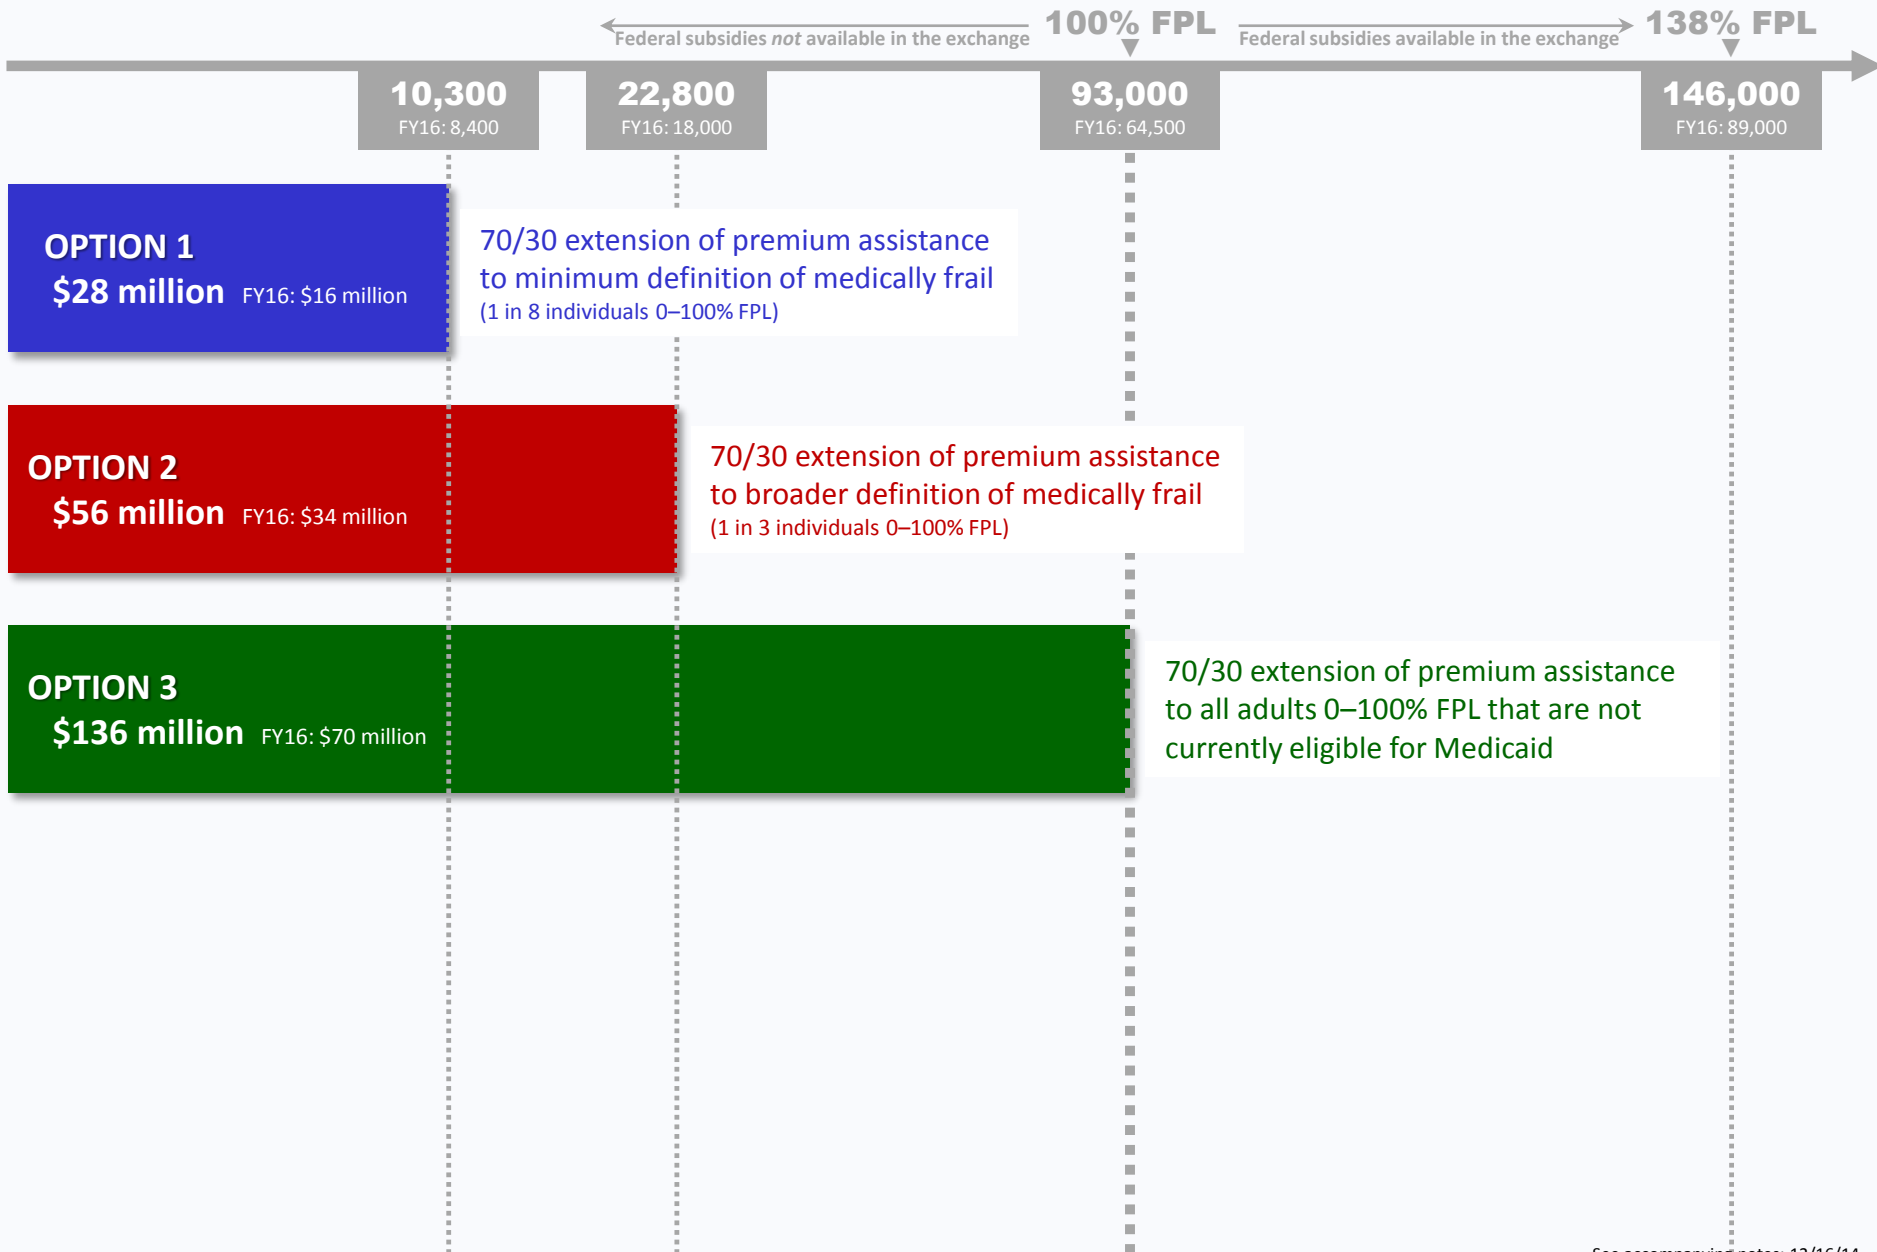 Federal subsidies not available in the exchange
100% FPL
Federal subsidies available in the exchange
138% FPL
10,300
FY16: 8,400
22,800
FY16: 18,000
93,000
FY16: 64,500
146,000
FY16: 89,000
OPTION 1
$28 million FY16: $16 million
70/30 extension of premium assistance
to minimum definition of medically frail
(1 in 8 individuals 0–100% FPL)
OPTION 2
$56 million FY16: $34 million
70/30 extension of premium assistance
to broader definition of medically frail
(1 in 3 individuals 0–100% FPL)
OPTION 3
$136 million FY16: $70 million
70/30 extension of premium assistance
to all adults 0–100% FPL that are not
currently eligible for Medicaid
See accompanying notes; 12/16/14